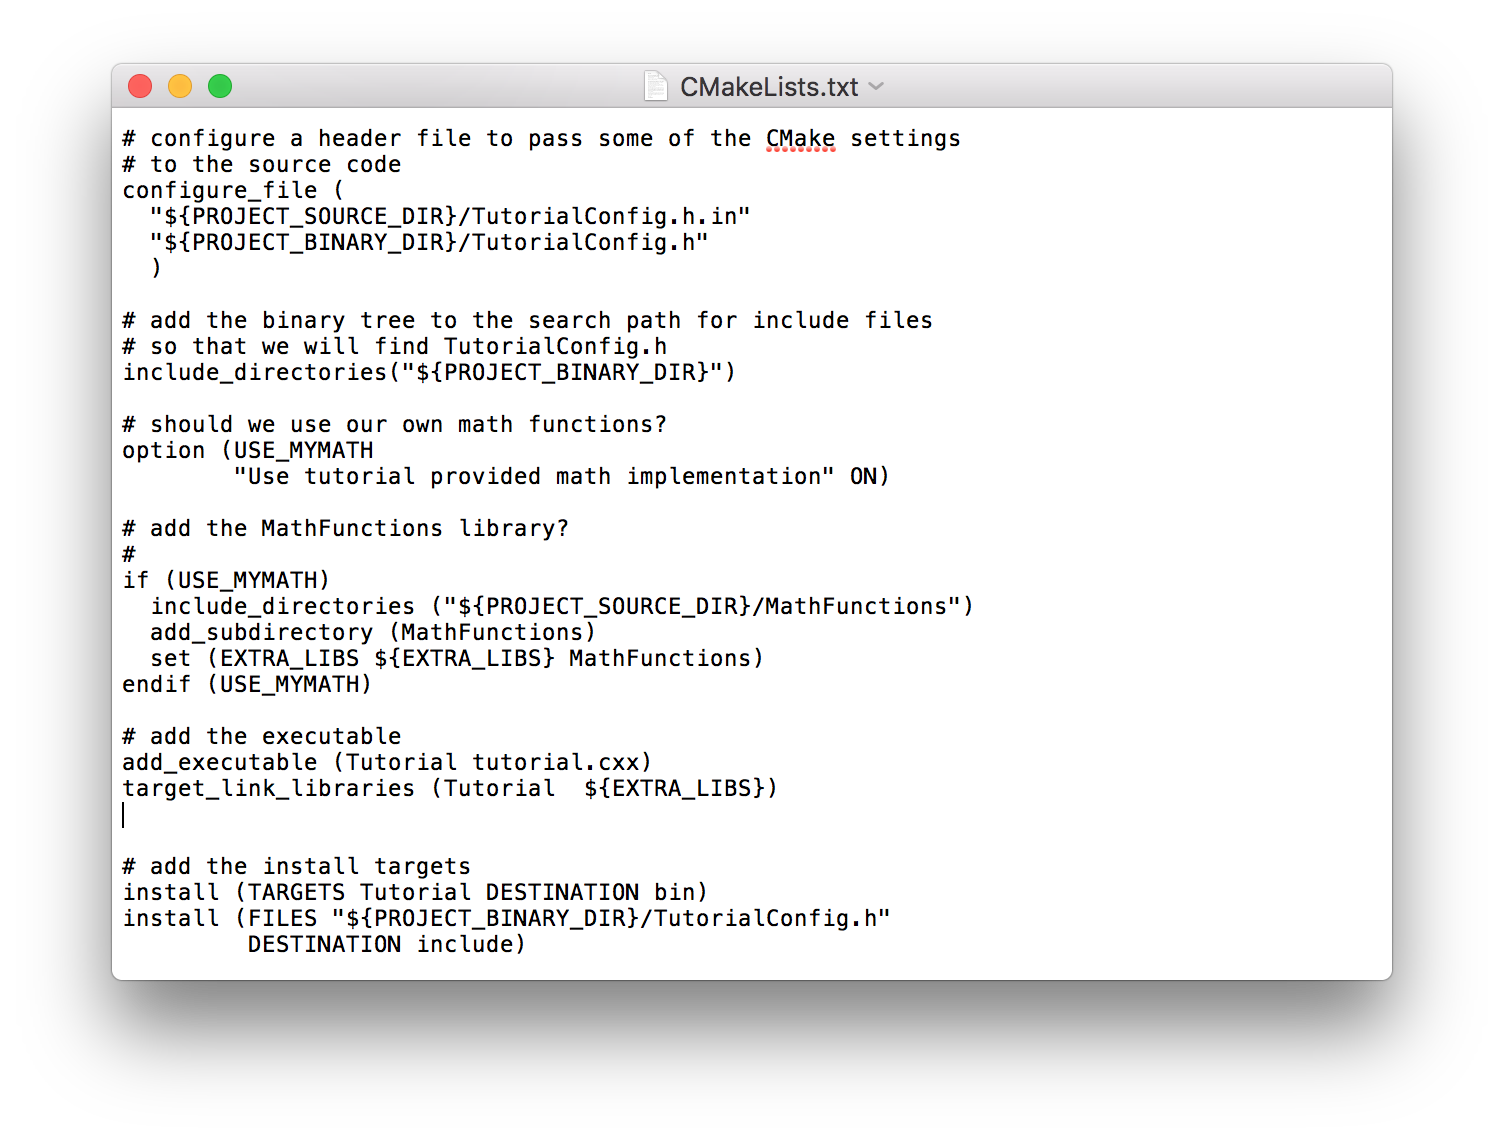 CMakeLists.txt
# configure a header file to pass some of the CMake settings
# to the source code
configure_file (
  "${PROJECT_SOURCE_DIR}/TutorialConfig.h.in"
  "${PROJECT_BINARY_DIR}/TutorialConfig.h"
  )

# add the binary tree to the search path for include files
# so that we will find TutorialConfig.h
include_directories("${PROJECT_BINARY_DIR}")

# should we use our own math functions?
option (USE_MYMATH
        "Use tutorial provided math implementation" ON)

# add the MathFunctions library?
#
if (USE_MYMATH)
  include_directories ("${PROJECT_SOURCE_DIR}/MathFunctions")
  add_subdirectory (MathFunctions)
  set (EXTRA_LIBS ${EXTRA_LIBS} MathFunctions)
endif (USE_MYMATH)

# add the executable
add_executable (Tutorial tutorial.cxx)
target_link_libraries (Tutorial  ${EXTRA_LIBS})

# add the install targets
install (TARGETS Tutorial DESTINATION bin)
install (FILES "${PROJECT_BINARY_DIR}/TutorialConfig.h"
         DESTINATION include)